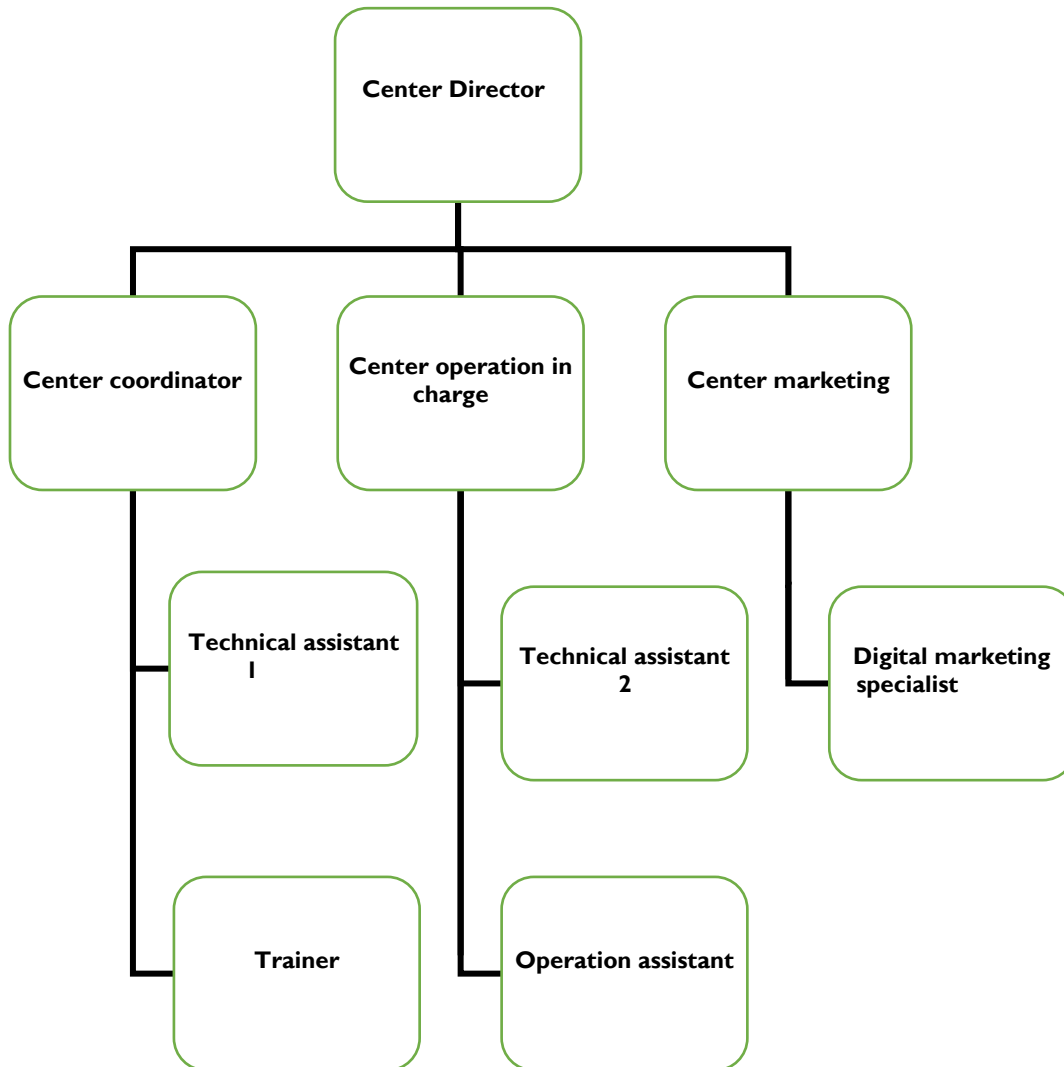 Center Director
Center coordinator
Center operation in
charge
Center marketing
Technical assistant
1
Technical assistant
2
Digital marketing
specialist
Trainer
Operation assistant